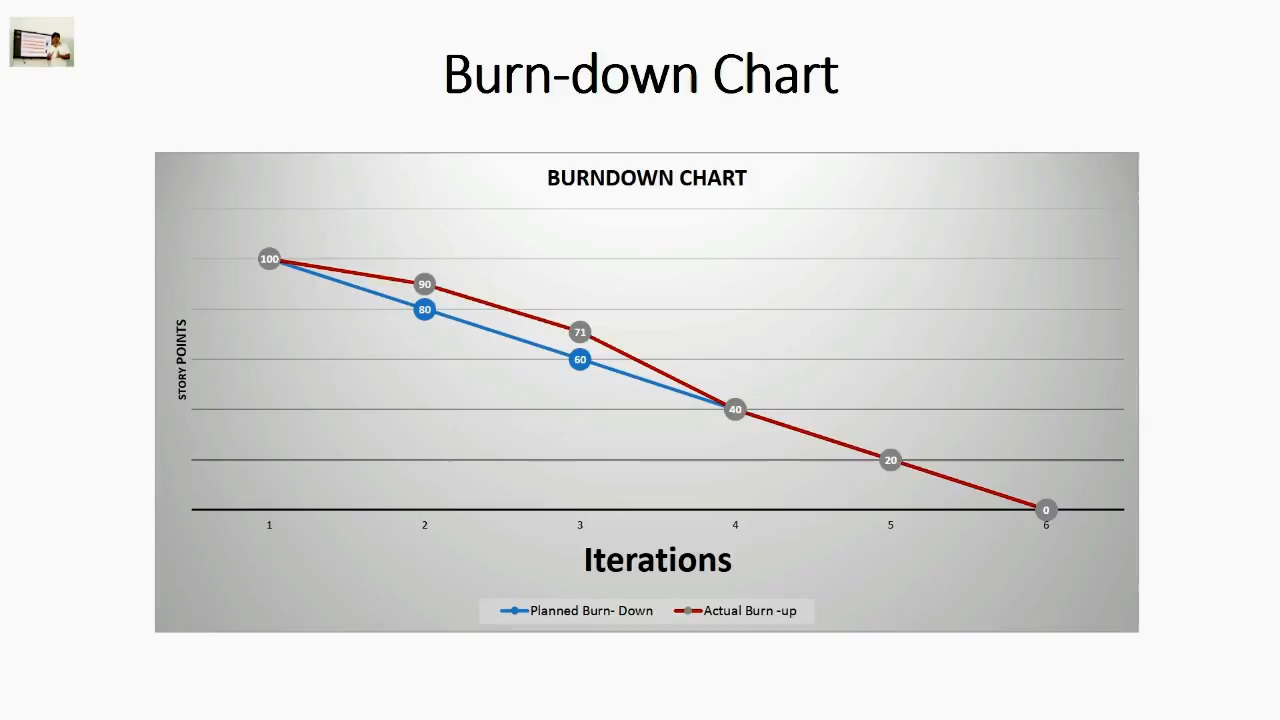 Burn-down Chart
BURNDOWN CHART
STORY POINTS
100
90
80
71
60
40
20
0
1 2 3 4 5 6
Iterations
Planned Burn- Down Actual Burn -up